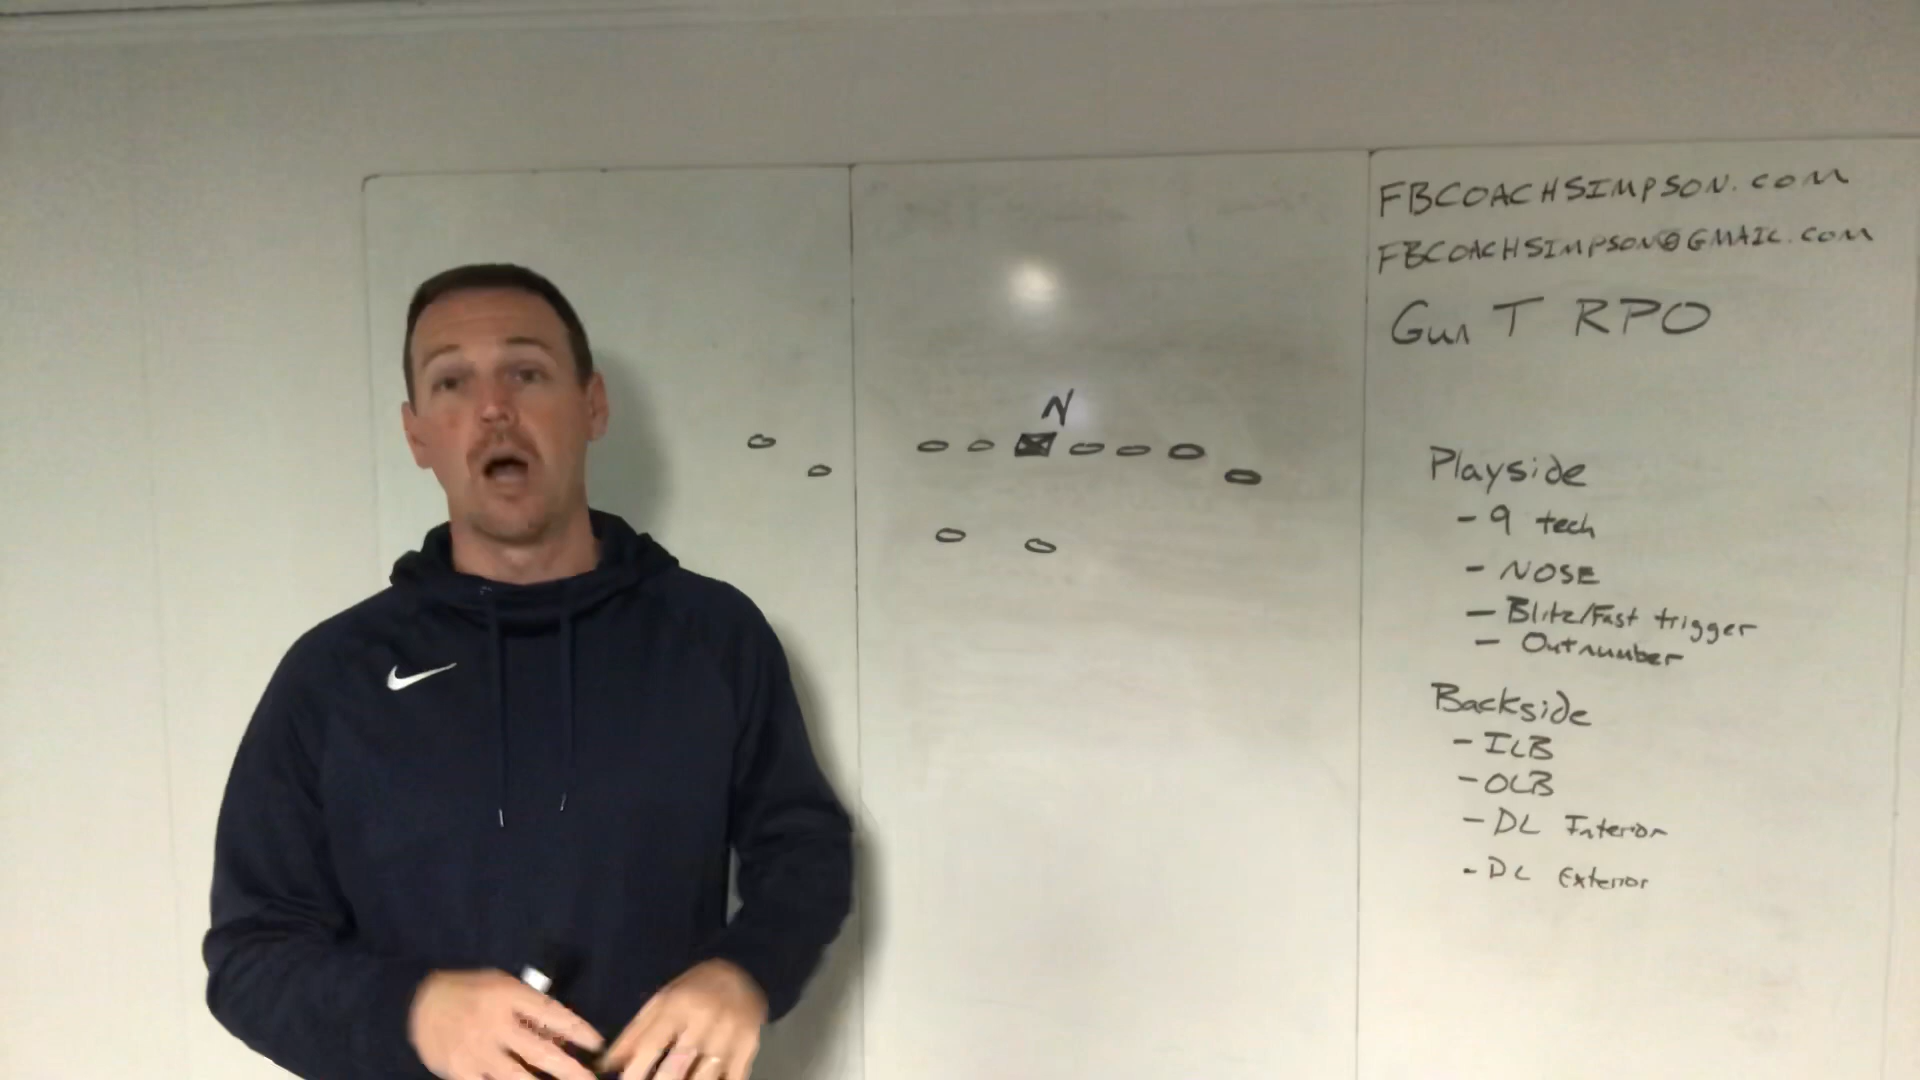 FBCOACHSIMPSON.COM
FBCOACHSIMPSON@GMAIL.COM
Gun T RPO
N
Playside
- 9 tech
- NOSE
- Blitz/Fast trigger
- Outnumber
Backside
- ILB
- OLB
- DL Interior
- DL Exterior